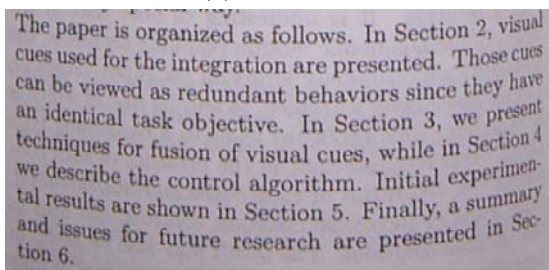 The paper is organized as follows. In Section 2, visual
cues used for the integration are presented. Those cues
can be viewed as redundant behaviors since they have
an identical task objective. In Section 3, we present
techniques for fusion of visual cues, while in Section 4
we describe the control algorithm. Initial experimen-
tal results are shown in Section 5. Finally, a summary
and issues for future research are presented in Sec-
tion 6.